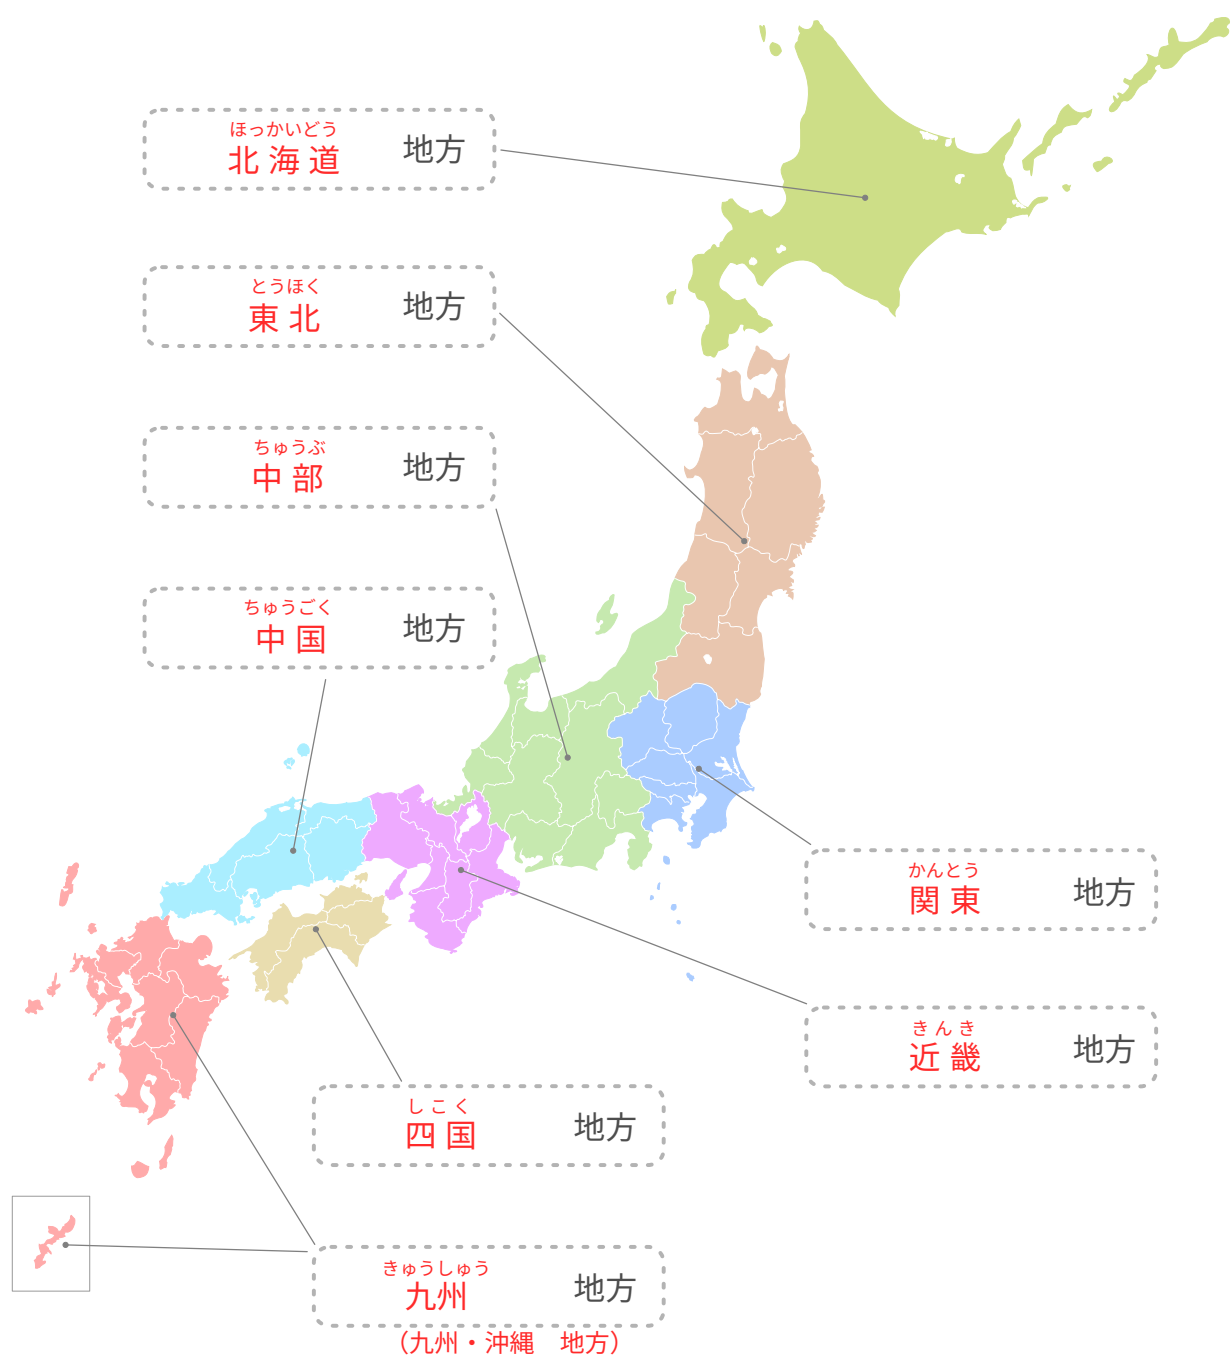 ほっかいどう
北海道 地方
とうほく
東北 地方
ちゅうぶ
中部 地方
ちゅうごく
中国 地方
かんとう
関東 地方
きんき
近畿 地方
しこく
四国 地方
きゅうしゅう
九州 地方
（九州・沖縄　地方）